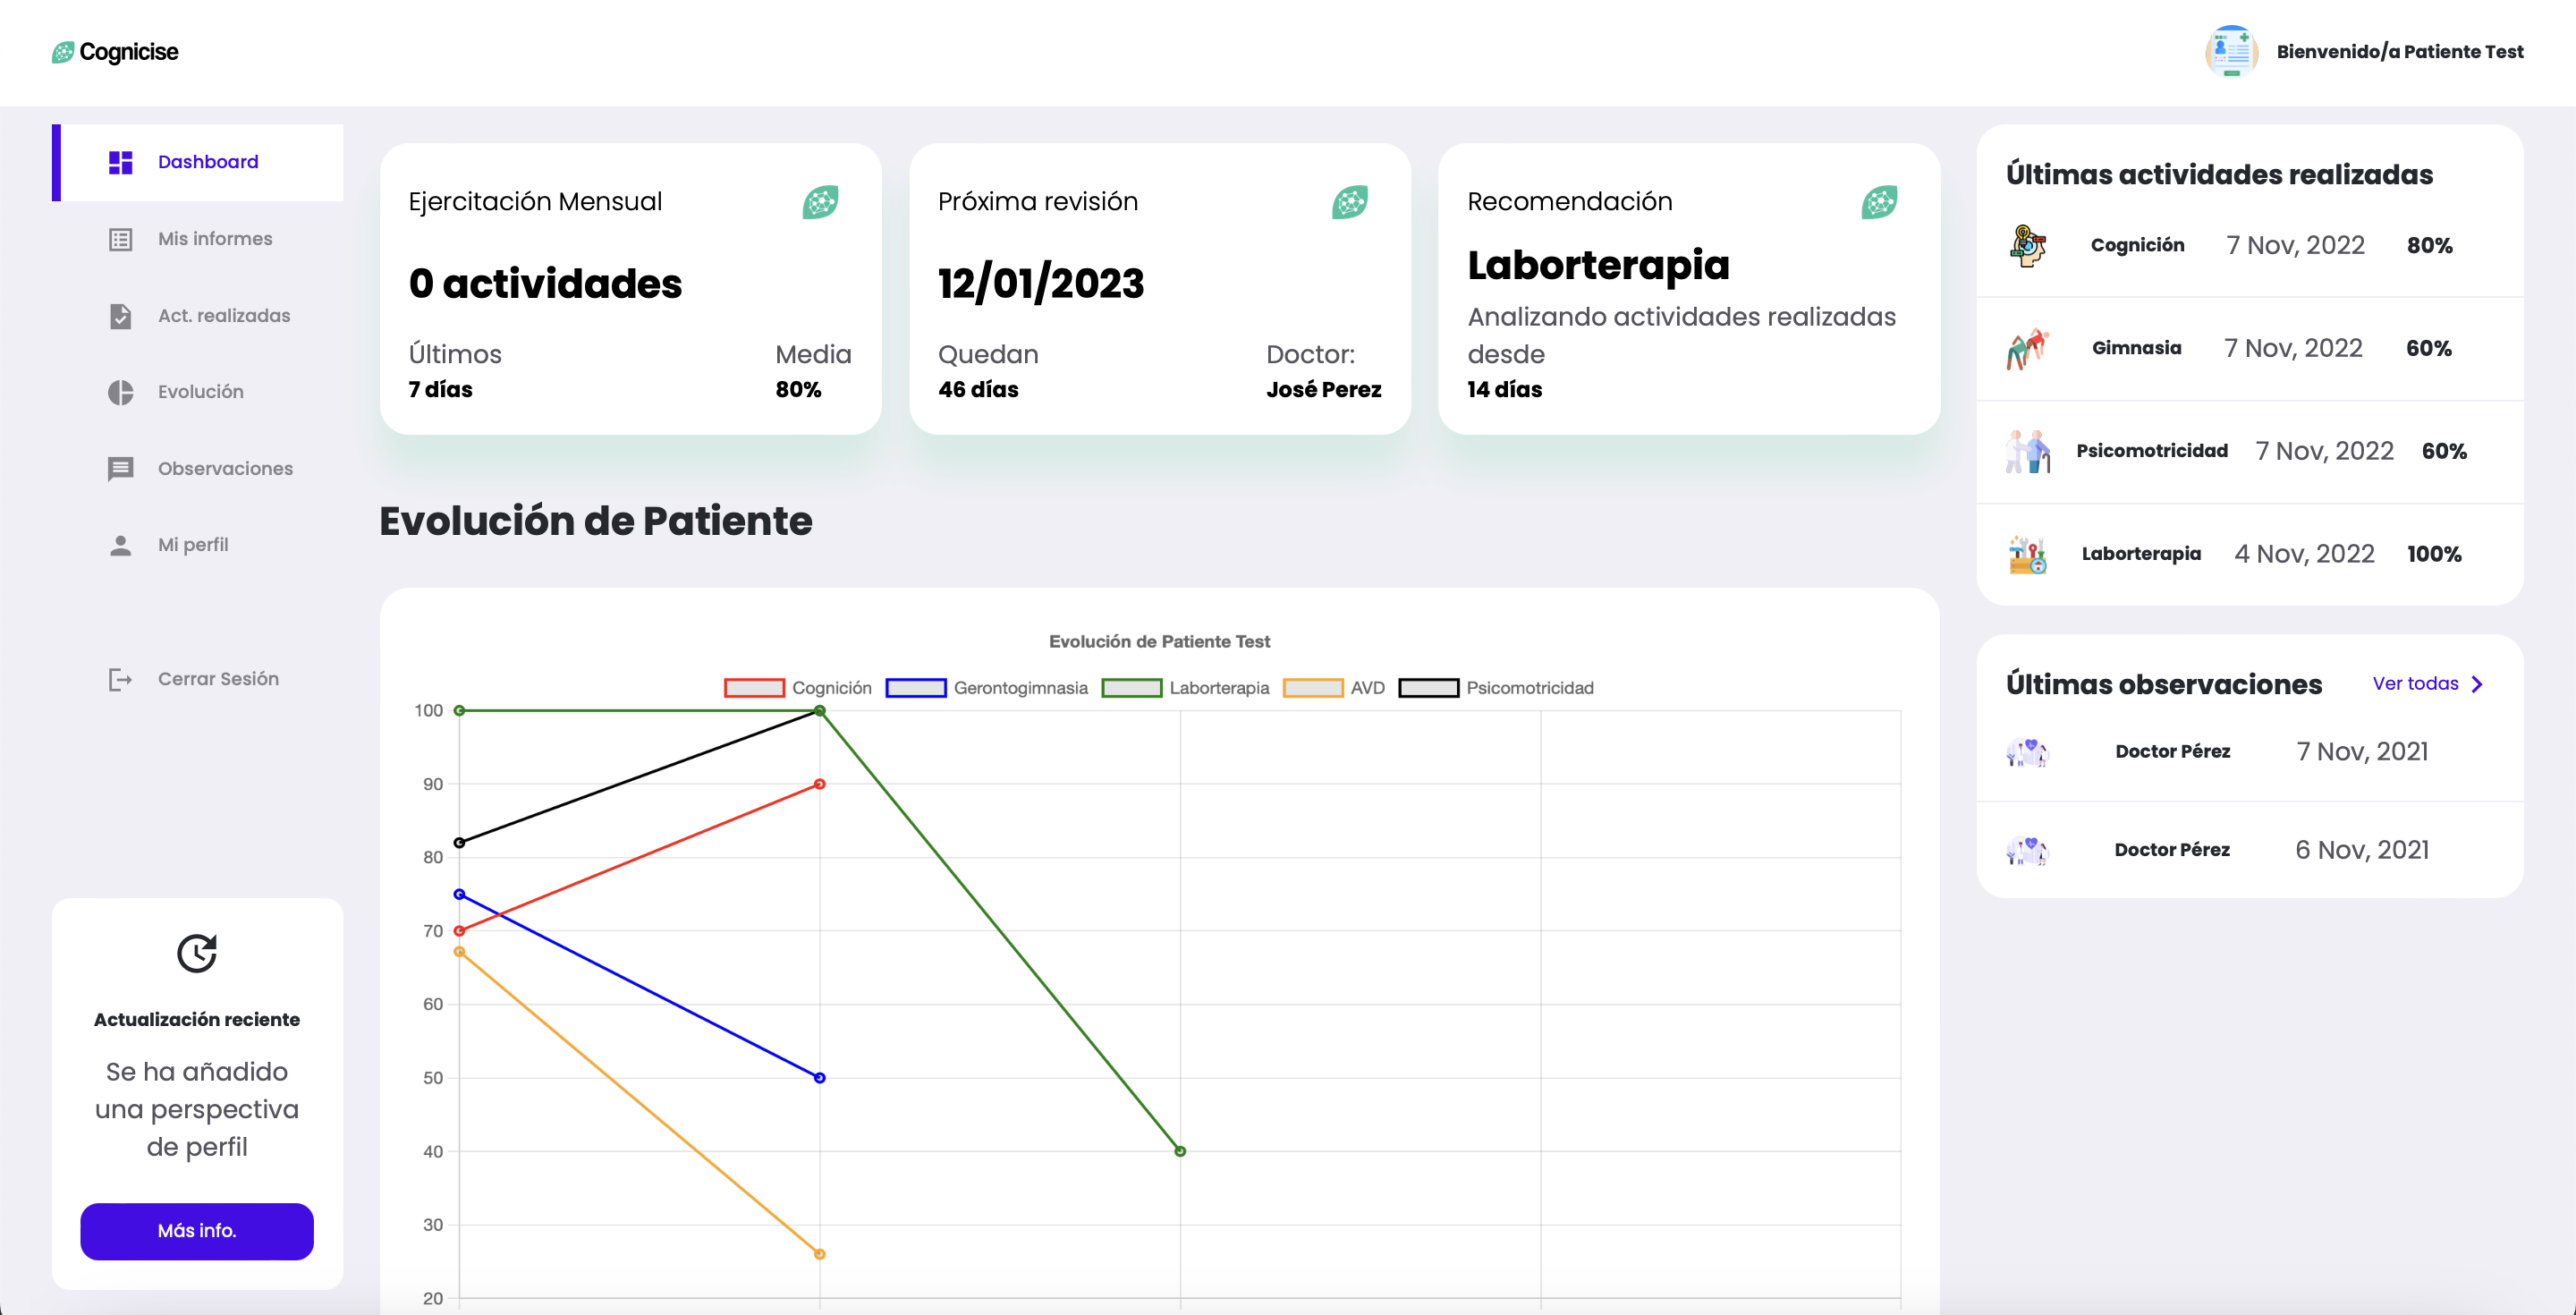 Cognicise
Bienvenido/a Patiente Test
Dashboard
Mis informes
Act. realizadas
Evolución
Observaciones
Mi perfil
Cerrar Sesión
Actualización reciente
Se ha añadido
una perspectiva
de perfil
Más info.
Ejercitación Mensual
0 actividades
Últimos
7 días
Media
80%
Próxima revisión
12/01/2023
Quedan
46 días
Doctor:
José Perez
Recomendación
Laborterapia
Analizando actividades realizadas
desde
14 días
Evolución de Patiente
Evolución de Patiente Test
Cognición Gerontogimnasia Laborterapia AVD Psicomotricidad
100
90
80
70
60
50
40
30
20
Últimas actividades realizadas
Cognición 7 Nov, 2022 80%
Gimnasia 7 Nov, 2022 60%
Psicomotricidad 7 Nov, 2022 60%
Laborterapia 4 Nov, 2022 100%
Últimas observaciones Ver todas
Doctor Pérez 7 Nov, 2021
Doctor Pérez 6 Nov, 2021